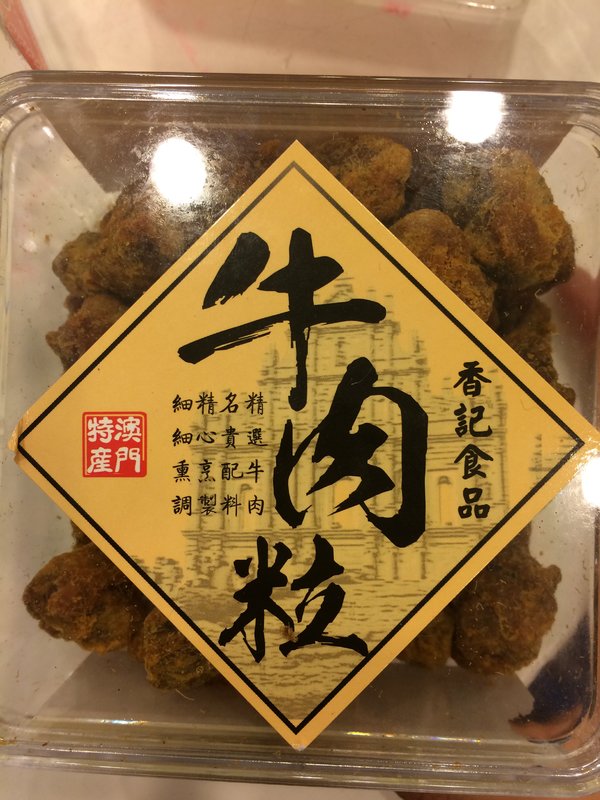 香記食品
牛肉粒
精選牛肉
名貴配料
精心烹製
細細熏調
澳門
特產